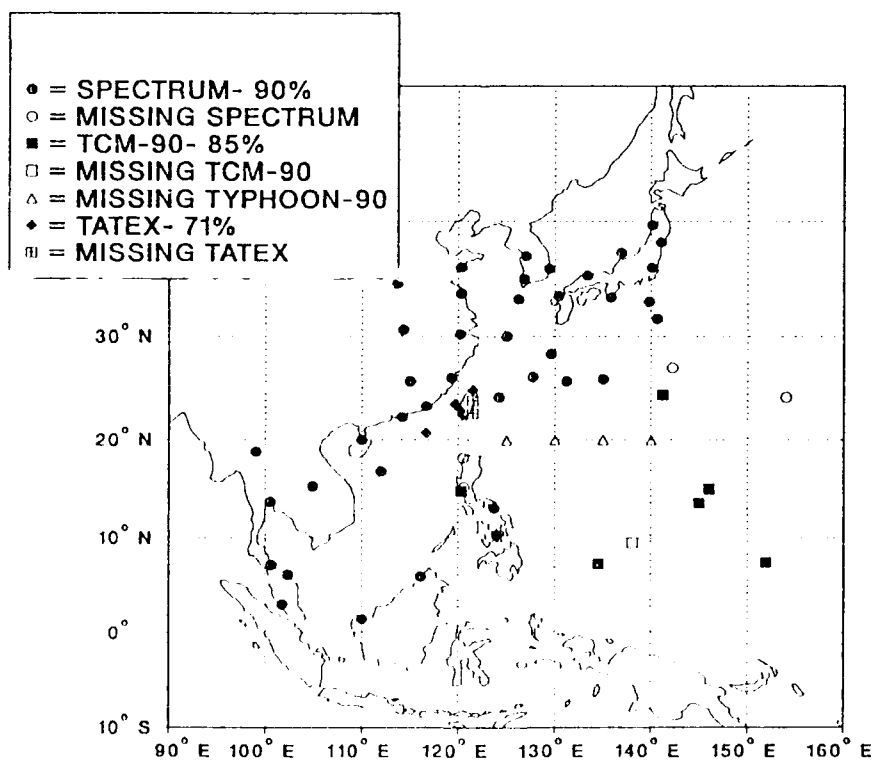 ● = SPECTRUM- 90%
○ = MISSING SPECTRUM
■ = TCM-90- 85%
□ = MISSING TCM-90
△ = MISSING TYPHOON-90
◆ = TATEX- 71%
⊞ = MISSING TATEX
30° N
20° N
10° N
0°
10° S
90° E 100° E 110° E 120° E 130° E 140° E 150° E 160° E